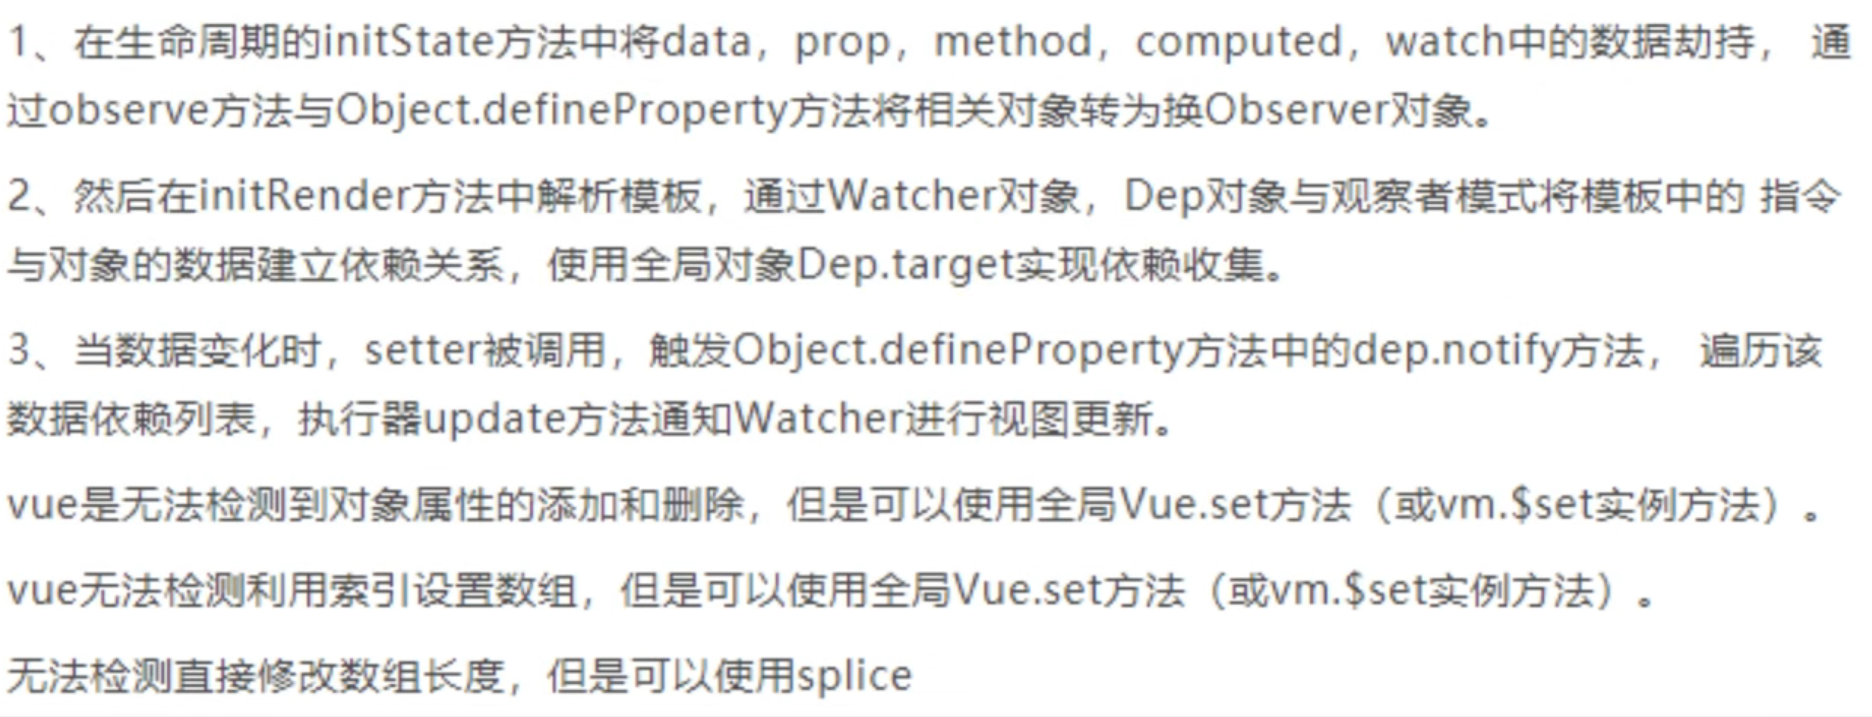 1、在生命周期的initState方法中将data，prop，method，computed，watch中的数据劫持， 通
过observe方法与Object.defineProperty方法将相关对象转为换Observer对象。
2、然后在initRender方法中解析模板，通过Watcher对象，Dep对象与观察者模式将模板中的 指令
与对象的数据建立依赖关系，使用全局对象Dep.target实现依赖收集。
3、当数据变化时，setter被调用，触发Object.defineProperty方法中的dep.notify方法， 遍历该
数据依赖列表，执行器update方法通知Watcher进行视图更新。
vue是无法检测到对象属性的添加和删除，但是可以使用全局Vue.set方法（或vm.$set实例方法）。
vue无法检测利用索引设置数组，但是可以使用全局Vue.set方法（或vm.$set实例方法）。
无法检测直接修改数组长度，但是可以使用splice